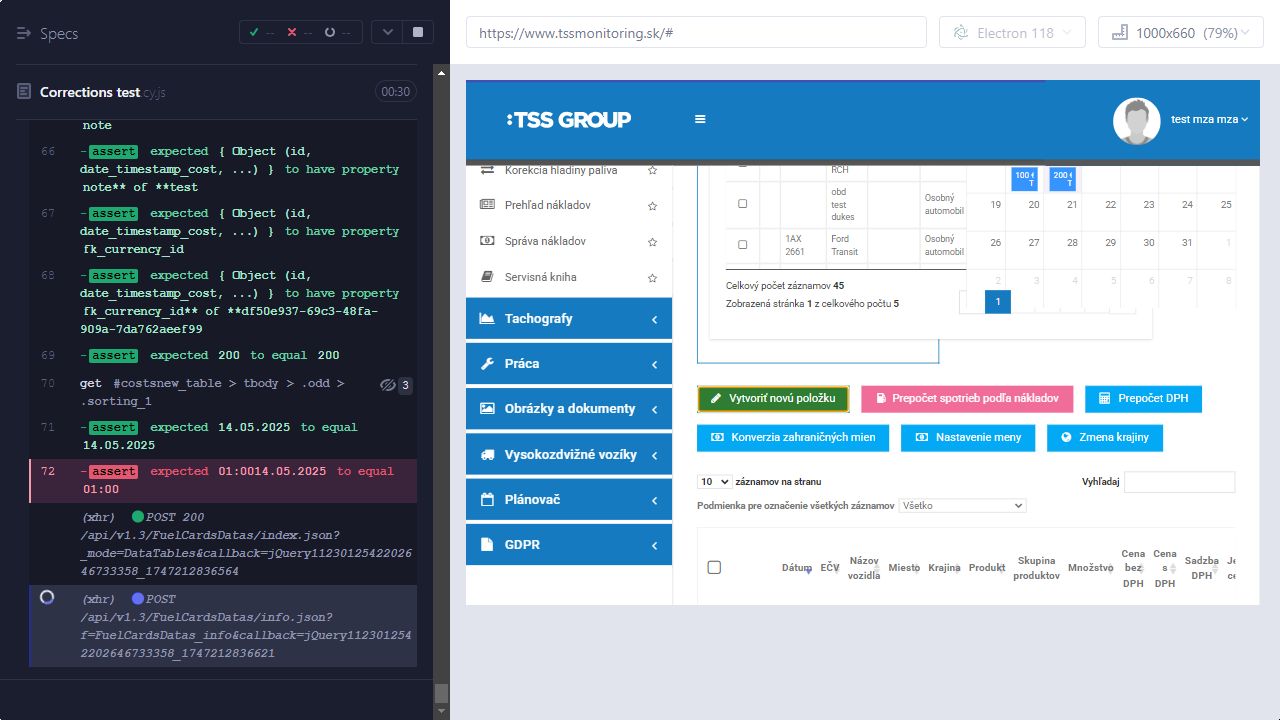 Specs
--
--
--
https://www.tssmonitoring.sk/#
Electron 118
1000x660 (79%)
Corrections test.cy.js
00:30
note
66 -assert expected { Object (id,
date_timestamp_cost, ...) } to have property
note** of **test
67 -assert expected { Object (id,
date_timestamp_cost, ...) } to have property
fk_currency_id
68 -assert expected { Object (id,
date_timestamp_cost, ...) } to have property
fk_currency_id** of **df50e937-69c3-48fa-
909a-7da762aeef99
69 -assert expected 200 to equal 200
70 get #costsnew_table > tbody > .odd >
.sorting_1
3
71 -assert expected 14.05.2025 to equal
14.05.2025
72 -assert expected 01:0014.05.2025 to equal
01:00
(xhr) POST 200
/api/v1.3/FuelCardsDatas/index.json?
_mode=DataTables&callback=jQuery11230125422026
46733358_1747212836564
(xhr) POST
/api/v1.3/FuelCardsDatas/info.json?
f=FuelCardsDatas_info&callback=jQuery112301254
2202646733358_1747212836621
:TSS GROUP
test mza mza
Korekcia hladiny paliva
Prehľad nákladov
Správa nákladov
Servisná kniha
Tachografy
Práca
Obrázky a dokumenty
Vysokozdvižné vozíky
Plánovač
GDPR
RCH
obd
test
dukes
Osobný
automobil
1AX
2661
Ford
Transit
Osobný
automobil
100 €
T
200 €
T
19 20 21 22 23 24 25
26 27 28 29 30 31 1
2 3 4 5 6 7 8
Celkový počet záznamov 45
Zobrazená stránka 1 z celkového počtu 5
1
Vytvoriť novú položku
Prepočet spotrieb podľa nákladov
Prepočet DPH
Konverzia zahraničných mien
Nastavenie meny
Zmena krajiny
10 záznamov na stranu
Vyhľadaj
Podmienka pre označenie všetkých záznamov Všetko
Dátum
EČV
Názov
vozidla
Miesto
Krajina
Produkt
Skupina
produktov
Množstvo
Cena
bez
DPH
Cena
s
DPH
Sadzba
DPH